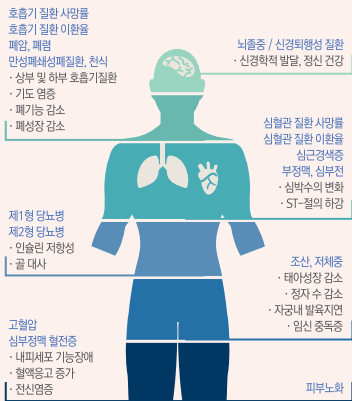 호흡기 질환 사망률
호흡기 질환 이환율
폐암, 폐렴
만성폐쇄성폐질환, 천식
· 상부 및 하부 호흡기질환
· 기도 염증
· 폐기능 감소
· 폐성장 감소
뇌졸중 / 신경퇴행성 질환
· 신경학적 발달, 정신 건강
심혈관 질환 사망률
심혈관 질환 이환율
심근경색증
부정맥, 심부전
· 심박수의 변화
· ST-절의 하강
제1형 당뇨병
제2형 당뇨병
· 인슐린 저항성
· 골 대사
조산, 저체중
· 태아성장 감소
· 정자 수 감소
· 자궁내 발육지연
· 임신 중독증
고혈압
심부정맥 혈전증
· 내피세포 기능장애
· 혈액응고 증가
· 전신염증
피부노화